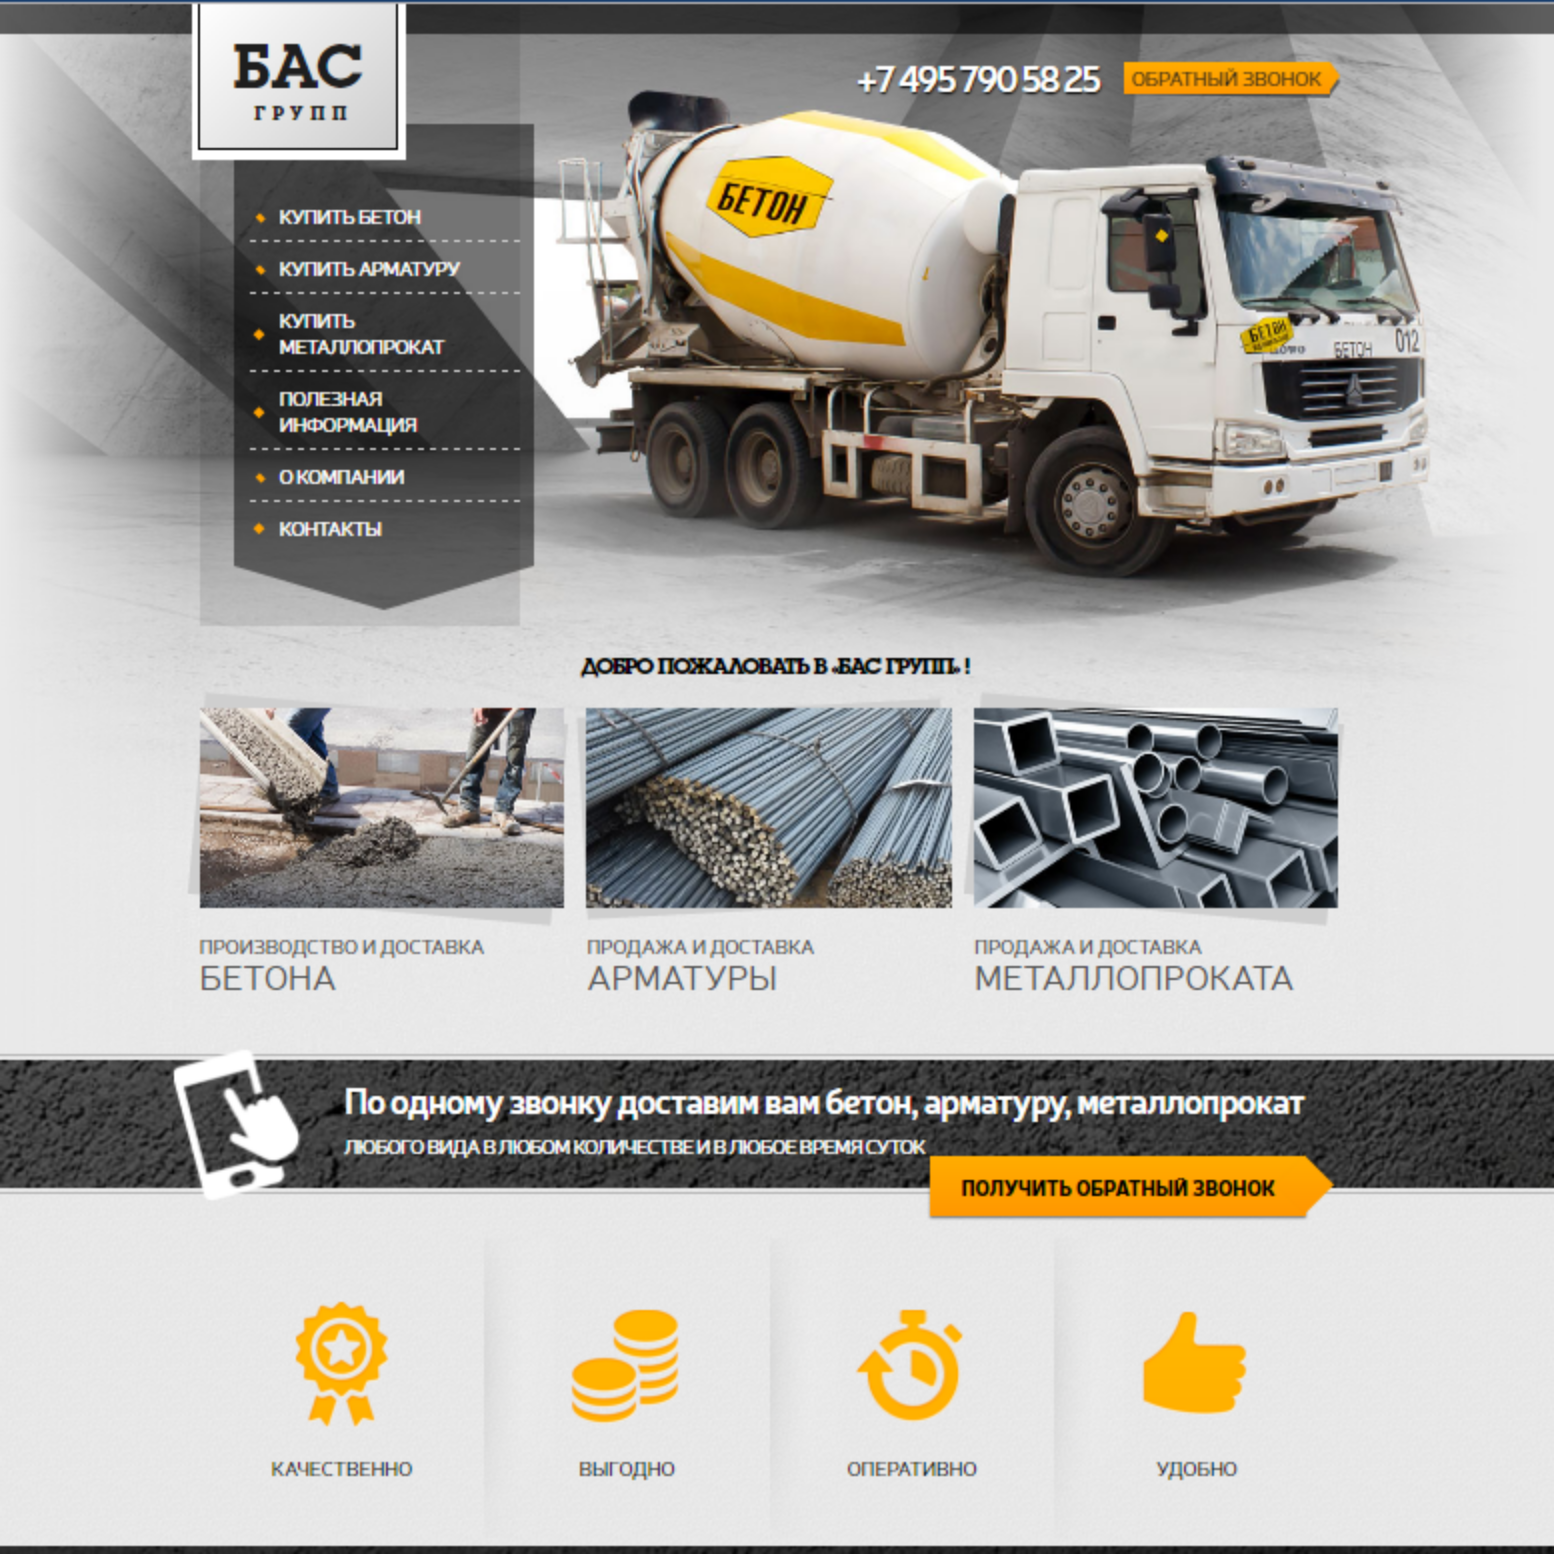 БАС
ГРУПП
+7 495 790 58 25
ОБРАТНЫЙ ЗВОНОК
КУПИТЬ БЕТОН
КУПИТЬ АРМАТУРУ
КУПИТЬ
МЕТАЛЛОПРОКАТ
ПОЛЕЗНАЯ
ИНФОРМАЦИЯ
О КОМПАНИИ
КОНТАКТЫ
БЕТОН
БЕТОН
БЕТОН
012
ДОБРО ПОЖАЛОВАТЬ В «БАС ГРУПП» !
ПРОИЗВОДСТВО И ДОСТАВКА
БЕТОНА
ПРОДАЖА И ДОСТАВКА
АРМАТУРЫ
ПРОДАЖА И ДОСТАВКА
МЕТАЛЛОПРОКАТА
По одному звонку доставим вам бетон, арматуру, металлопрокат
ЛЮБОГО ВИДА В ЛЮБОМ КОЛИЧЕСТВЕ И В ЛЮБОЕ ВРЕМЯ СУТОК
ПОЛУЧИТЬ ОБРАТНЫЙ ЗВОНОК
КАЧЕСТВЕННО
ВЫГОДНО
ОПЕРАТИВНО
УДОБНО